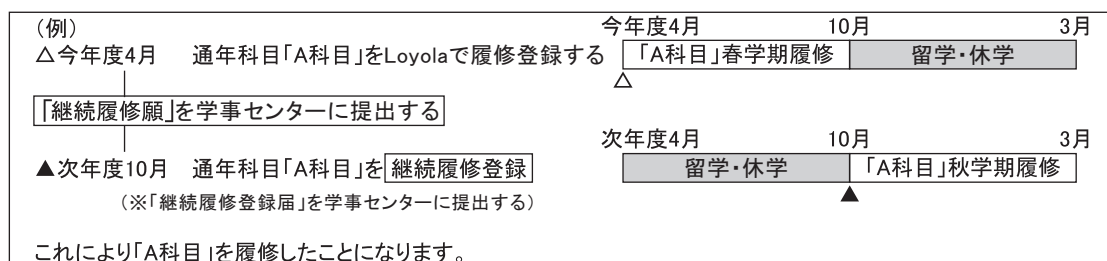 (例)
△今年度4月 通年科目「A科目」をLoyolaで履修登録する
「継続履修願」を学事センターに提出する
▲次年度10月 通年科目「A科目」を継続履修登録
(※「継続履修登録届」を学事センターに提出する)
これにより「A科目」を履修したことになります。
今年度4月 10月 3月
「A科目」春学期履修 留学・休学
△
次年度4月 10月 3月
留学・休学 「A科目」秋学期履修
▲